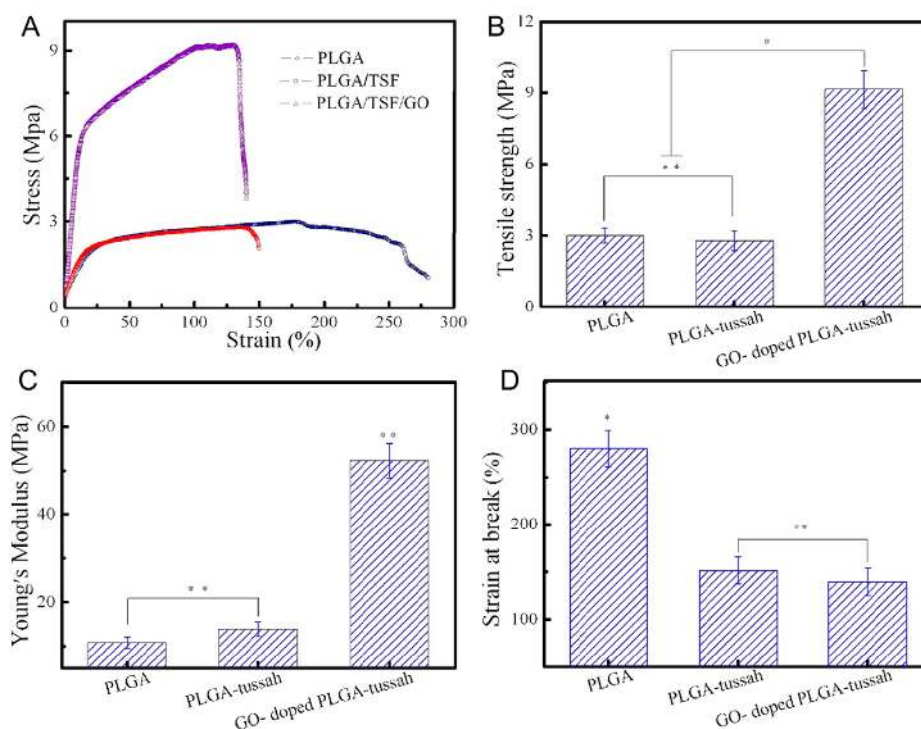 A
Stress (Mpa)
9
6
3
0
PLGA
PLGA/TSF
PLGA/TSF/GO
0 50 100 150 200 250 300
Strain (%)
B
Tensile strength (MPa)
12
9
6
3
0
*
**
PLGA PLGA-tussah GO- doped PLGA-tussah
C
Young's Modulus (MPa)
60
40
20
**
**
PLGA PLGA-tussah GO- doped PLGA-tussah
D
Strain at break (%)
300
200
100
*
**
PLGA PLGA-tussah GO- doped PLGA-tussah